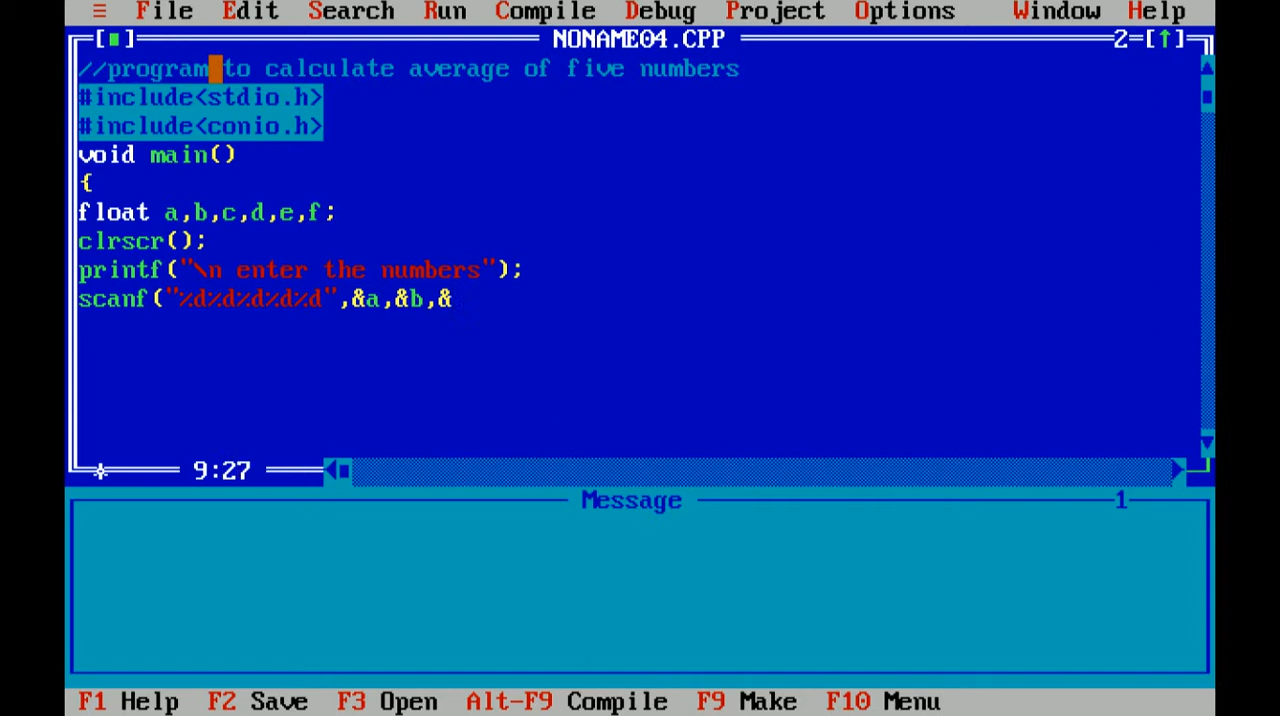 ≡ File Edit Search Run Compile Debug Project Options Window Help
[■] NONAME04.CPP 2=[↑]
//program to calculate average of five numbers
#include<stdio.h>
#include<conio.h>
void main()
{
float a,b,c,d,e,f;
clrscr();
printf("\n enter the numbers");
scanf("%d%d%d%d%d",&a,&b,&
9:27
Message 1
F1 Help F2 Save F3 Open Alt-F9 Compile F9 Make F10 Menu